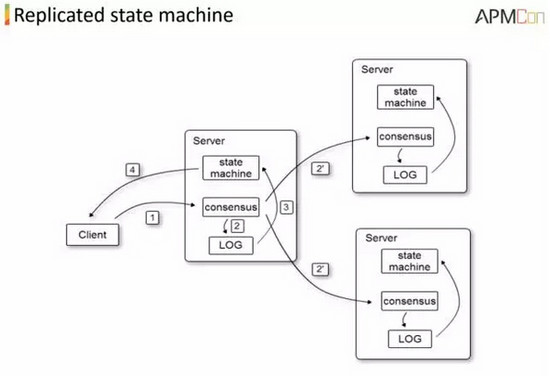 Replicated state machine
APMCon
Server
state
machine
consensus
LOG
Server
state
machine
consensus
LOG
Client
1
2
3
4
2'
2'
Server
state
machine
consensus
LOG